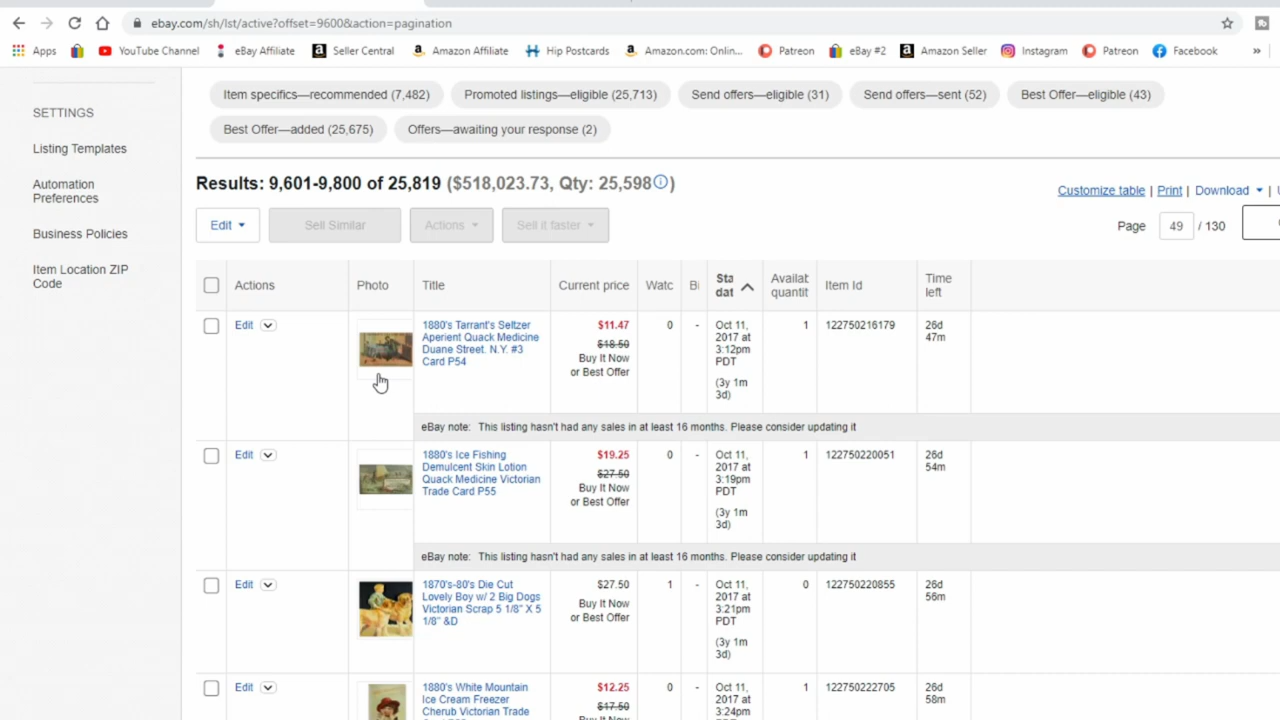 ebay.com/sh/lst/active?offset=9600&action=pagination
Apps YouTube Channel eBay Affiliate Seller Central Amazon Affiliate Hip Postcards Amazon.com: Onlin... Patreon eBay #2 Amazon Seller Instagram Patreon Facebook »
SETTINGS
Listing Templates
Automation
Preferences
Business Policies
Item Location ZIP
Code
Item specifics—recommended (7,482) Promoted listings—eligible (25,713) Send offers—eligible (31) Send offers—sent (52) Best Offer—eligible (43)
Best Offer—added (25,675) Offers—awaiting your response (2)
Results: 9,601-9,800 of 25,819 ($518,023.73, Qty: 25,598 )
Customize table | Print | Download |
Edit Sell Similar Actions Sell it faster
Page 49 / 130
Actions Photo Title Current price Watc Bi Sta
dat Availat
quantit Item Id Time
left
Edit
1880's Tarrant's Seltzer
Aperient Quack Medicine
Duane Street. N.Y. #3
Card P54
$11.47
$18.50
Buy It Now
or Best Offer
0
-
Oct 11,
2017 at
3:12pm
PDT
(3y 1m
3d)
1
122750216179
26d
47m
eBay note: This listing hasn't had any sales in at least 16 months. Please consider updating it
Edit
1880's Ice Fishing
Demulcent Skin Lotion
Quack Medicine Victorian
Trade Card P55
$19.25
$27.50
Buy It Now
or Best Offer
0
-
Oct 11,
2017 at
3:19pm
PDT
(3y 1m
3d)
1
122750220051
26d
54m
eBay note: This listing hasn't had any sales in at least 16 months. Please consider updating it
Edit
1870's-80's Die Cut
Lovely Boy w/ 2 Big Dogs
Victorian Scrap 5 1/8" X 5
1/8" &D
$27.50
Buy It Now
or Best Offer
1
-
Oct 11,
2017 at
3:21pm
PDT
(3y 1m
3d)
0
122750220855
26d
56m
Edit
1880's White Mountain
Ice Cream Freezer
Cherub Victorian Trade
$12.25
$17.50
0
-
Oct 11,
2017 at
3:24pm
1
122750222705
26d
58m